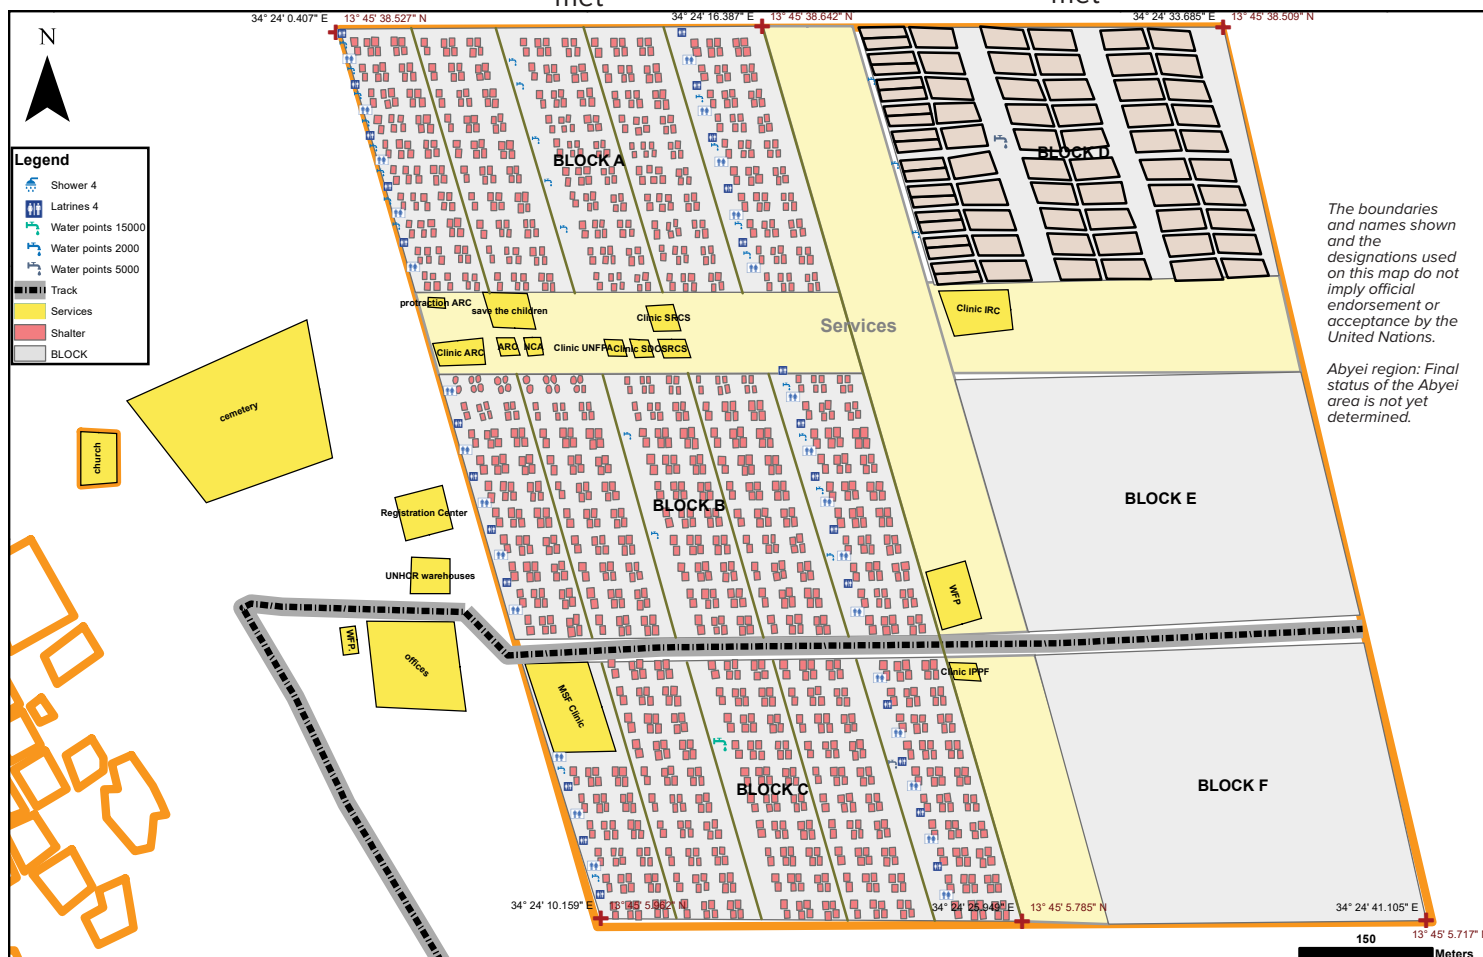 34° 24' 0.407" E
13° 45' 38.527" N
34° 24' 16.387" E
13° 45' 38.642" N
34° 24' 33.685" E
13° 45' 38.509" N
N
Legend
Shower 4
Latrines 4
Water points 15000
Water points 2000
Water points 5000
Track
Services
Shalter
BLOCK
BLOCK A
BLOCK D
The boundaries
and names shown
and the
designations used
on this map do not
imply official
endorsement or
acceptance by the
United Nations.
Abyei region: Final
status of the Abyei
area is not yet
determined.
protraction ARC
save the children
Clinic SRCS
Services
Clinic IRC
Clinic ARC
ARC
NCA
Clinic UNFPA
Clinic SDC
SRCS
cemetery
church
Registration Center
BLOCK B
BLOCK E
UNHCR warehouses
WFP
WFP.
offices
MSF Clinic
Clinic IPPF
BLOCK C
BLOCK F
34° 24' 10.159" E
13° 45' 5.962" N
34° 24' 25.949" E
13° 45' 5.785" N
34° 24' 41.105" E
13° 45' 5.717" N
150
Meters